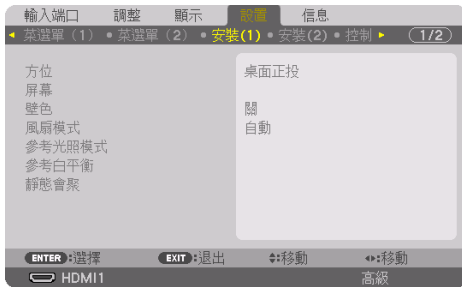 輸入端口 調整 顯示 設置 信息
◂ 菜選單（1） • 菜選單（2） • 安裝(1) • 安裝(2) • 控制 ▸ (1/2)
方位 桌面正投
屏幕
壁色 關
風扇模式 自動
參考光照模式
參考白平衡
靜態會聚
ENTER:選擇 EXIT:退出 :移動 :移動
HDMI1 高級